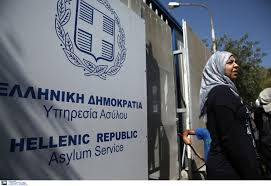 ΕΛΛΗΝΙΚΗ ΔΗΜΟΚΡΑΤΙΑ
Υπηρεσία Ασύλου
HELLENIC REPUBLIC
Asylum Service